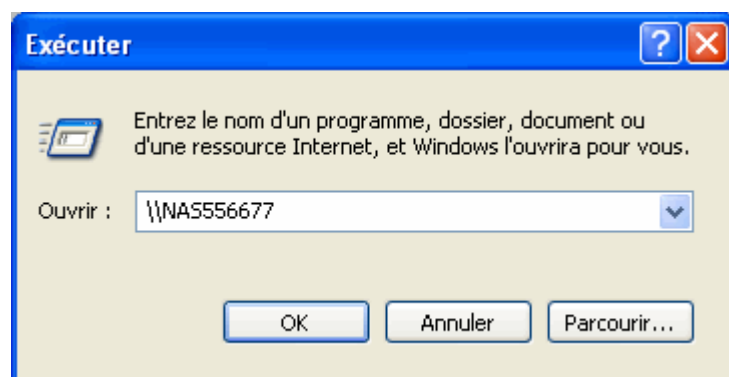 Exécuter
Entrez le nom d'un programme, dossier, document ou
d'une ressource Internet, et Windows l'ouvrira pour vous.
Ouvrir : \\NAS556677
OK Annuler Parcourir...